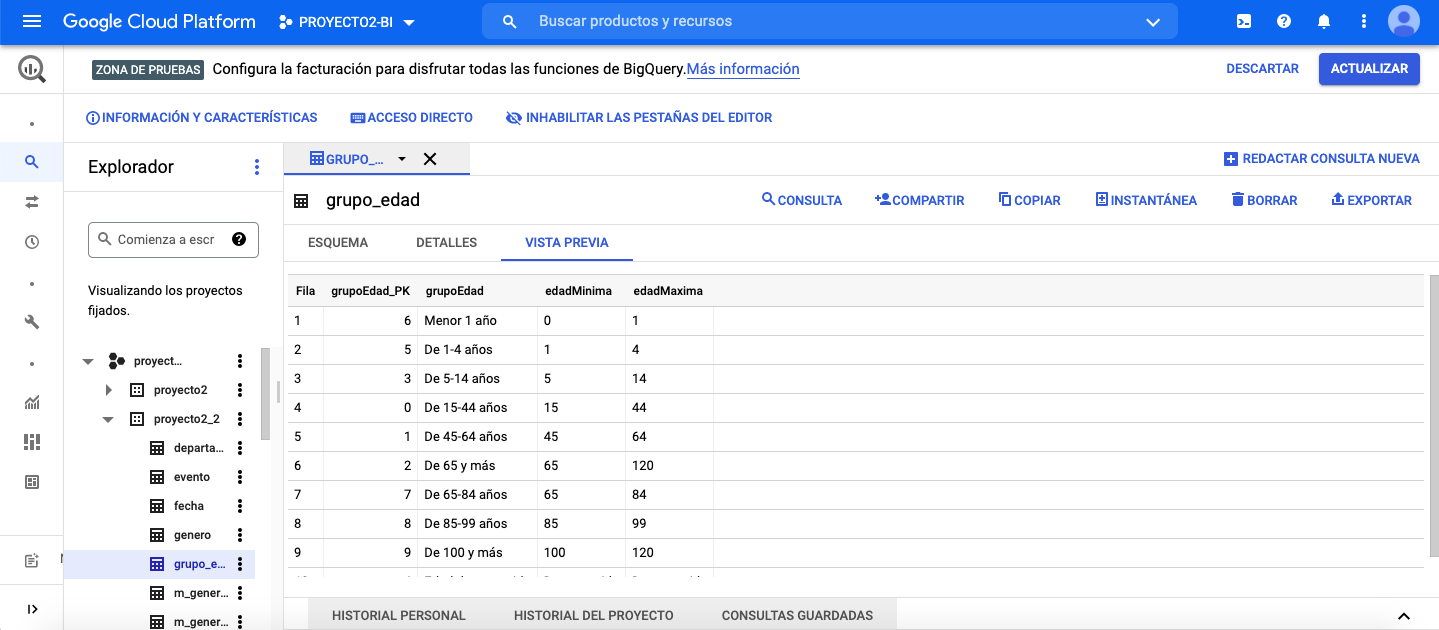 Google Cloud Platform PROYECTO2-BI Buscar productos y recursos
ZONA DE PRUEBAS Configura la facturación para disfrutar todas las funciones de BigQuery. Más información DESCARTAR ACTUALIZAR
INFORMACIÓN Y CARACTERÍSTICAS ACCESO DIRECTO INHABILITAR LAS PESTAÑAS DEL EDITOR
Explorador
Comienza a escr
Visualizando los proyectos
fijados.
proyect...
proyecto2
proyecto2_2
departa...
evento
fecha
genero
grupo_e...
m_gener...
m_gener...
GRUPO_... REDACTAR CONSULTA NUEVA
grupo_edad CONSULTA COMPARTIR COPIAR INSTANTÁNEA BORRAR EXPORTAR
ESQUEMA DETALLES VISTA PREVIA
Fila grupoEdad_PK grupoEdad edadMinima edadMaxima
1 6 Menor 1 año 0 1
2 5 De 1-4 años 1 4
3 3 De 5-14 años 5 14
4 0 De 15-44 años 15 44
5 1 De 45-64 años 45 64
6 2 De 65 y más 65 120
7 7 De 65-84 años 65 84
8 8 De 85-99 años 85 99
9 9 De 100 y más 100 120
HISTORIAL PERSONAL HISTORIAL DEL PROYECTO CONSULTAS GUARDADAS